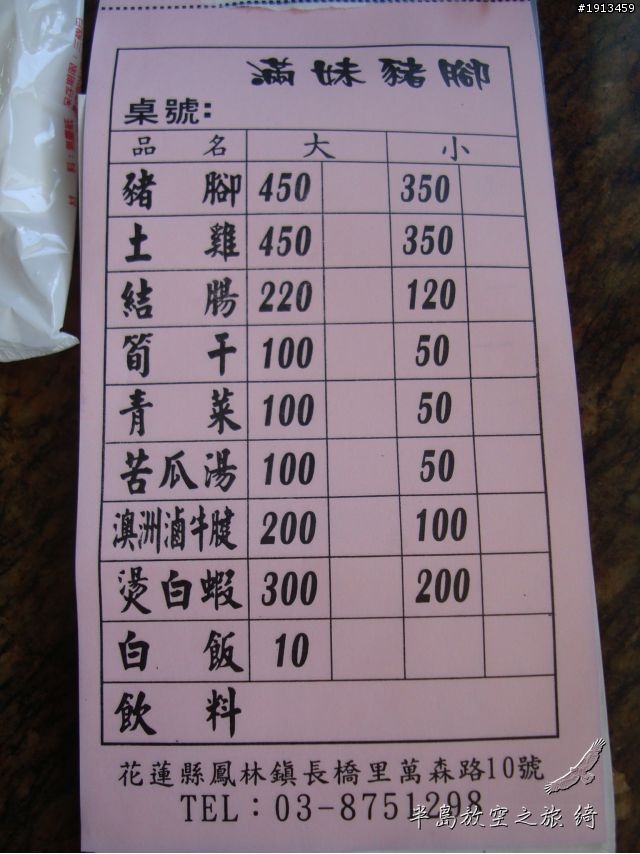 #1913459
滿妹豬腳
桌號:
品名 大 小
豬腳 450 350
土雞 450 350
結腸 220 120
筍干 100 50
青菜 100 50
苦瓜湯 100 50
澳洲滷牛腱 200 100
燙白蝦 300 200
白飯 10
飲料
花蓮縣鳳林鎮長橋里萬森路10號
TEL：03-8751298
半島放空之旅 绮